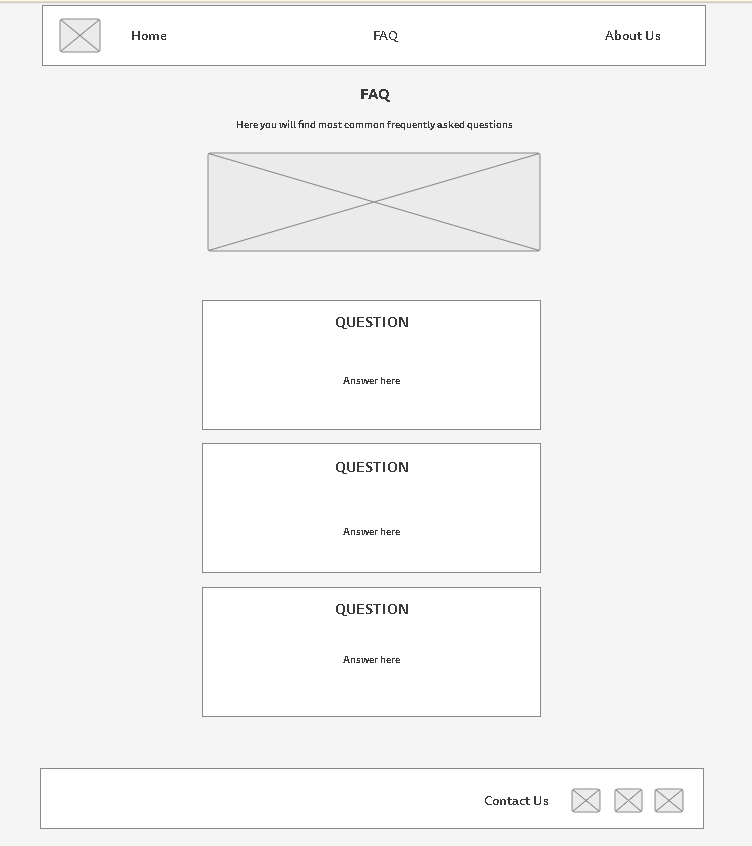 Home FAQ About Us
FAQ
Here you will find most common frequently asked questions
QUESTION
Answer here
QUESTION
Answer here
QUESTION
Answer here
Contact Us